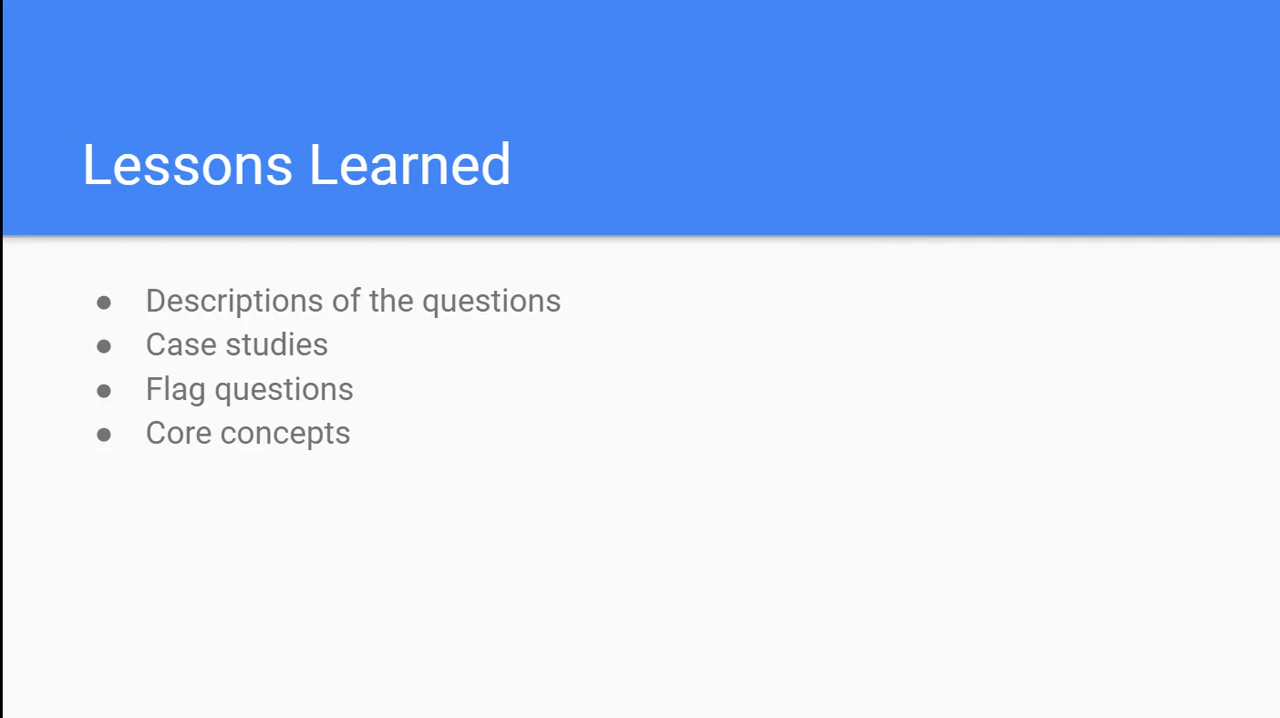 Lessons Learned
● Descriptions of the questions
● Case studies
● Flag questions
● Core concepts